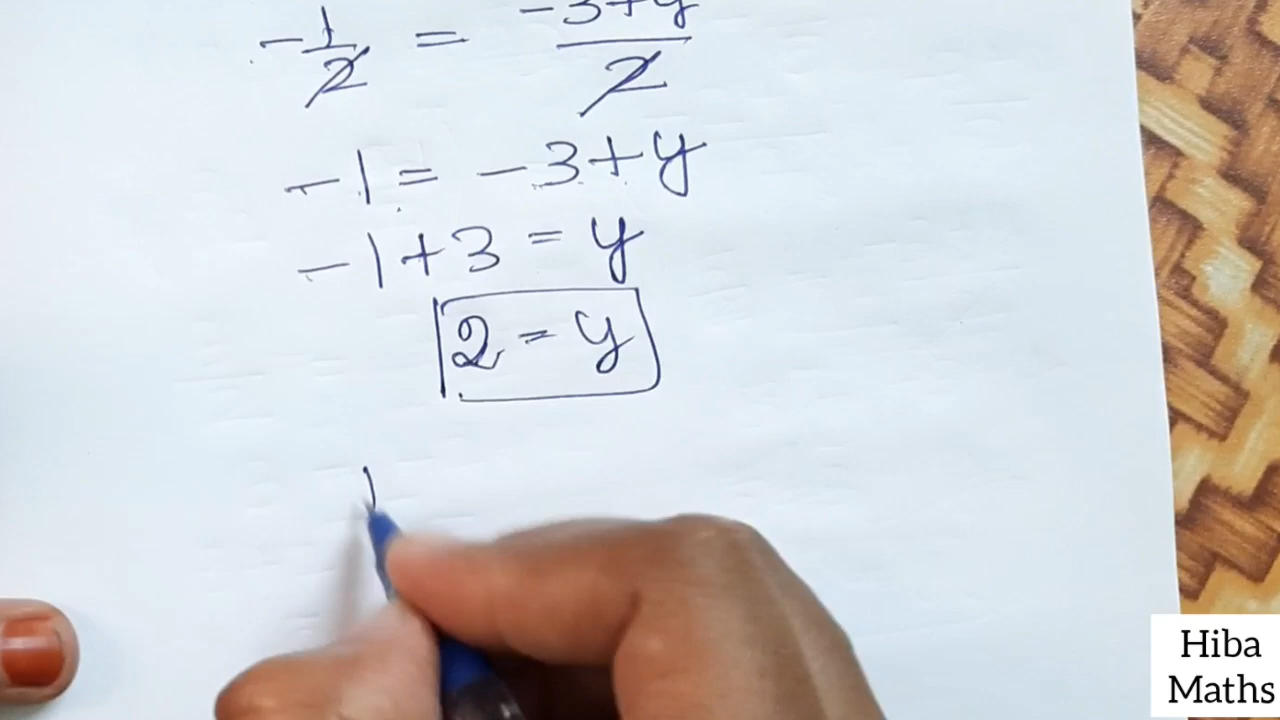 -1/2 = -3+y/2
-1 = -3+y
-1+3 = y
2 = y
Hiba
Maths